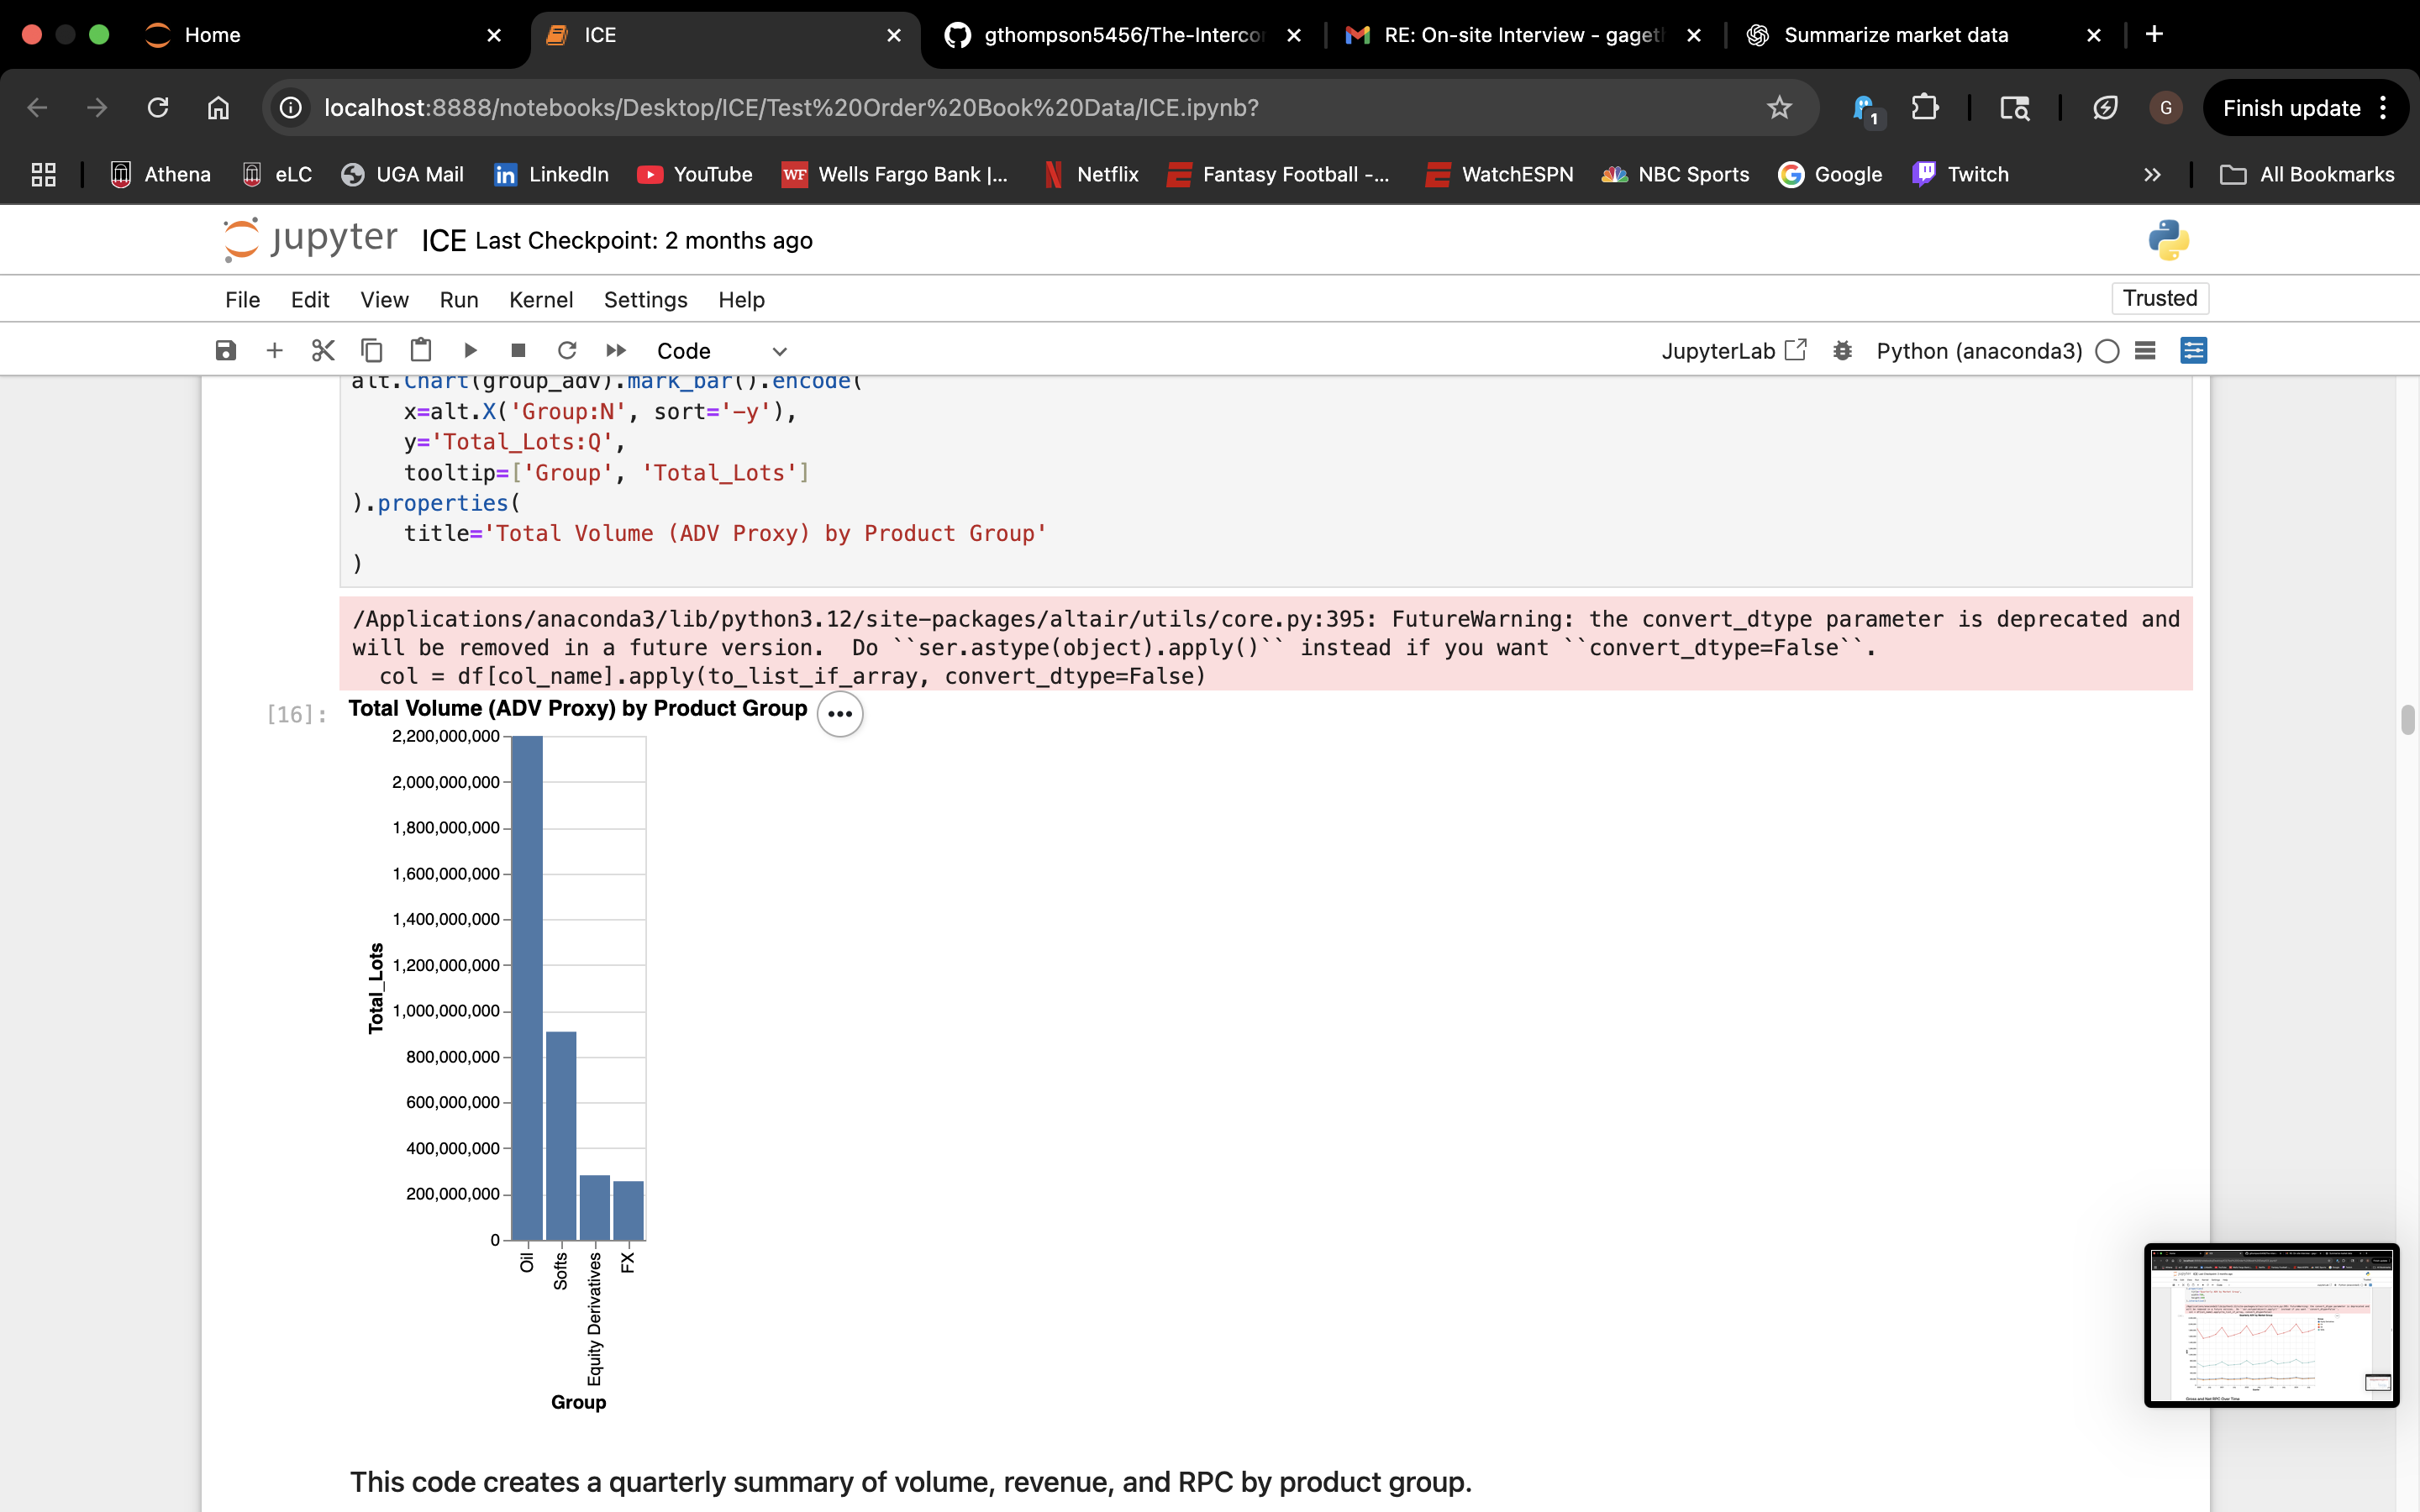 Home
ICE
gthompson5456/The-Interco
RE: On-site Interview - gaget
Summarize market data
localhost:8888/notebooks/Desktop/ICE/Test%20Order%20Book%20Data/ICE.ipynb?
1
G
Finish update
Athena
eLC
UGA Mail
LinkedIn
YouTube
WF
Wells Fargo Bank |...
Netflix
Fantasy Football -...
WatchESPN
NBC Sports
Google
Twitch
All Bookmarks
jupyter ICE Last Checkpoint: 2 months ago
File Edit View Run Kernel Settings Help
Trusted
Code
JupyterLab
Python (anaconda3)
alt.Chart(group_adv).mark_bar().encode(
x=alt.X('Group:N', sort='-y'),
y='Total_Lots:Q',
tooltip=['Group', 'Total_Lots']
).properties(
title='Total Volume (ADV Proxy) by Product Group'
)
/Applications/anaconda3/lib/python3.12/site-packages/altair/utils/core.py:395: FutureWarning: the convert_dtype parameter is deprecated and
will be removed in a future version.  Do ``ser.astype(object).apply()`` instead if you want ``convert_dtype=False``.
col = df[col_name].apply(to_list_if_array, convert_dtype=False)
[16]:
Total Volume (ADV Proxy) by Product Group
2,200,000,000
2,000,000,000
1,800,000,000
1,600,000,000
1,400,000,000
1,200,000,000
1,000,000,000
800,000,000
600,000,000
400,000,000
200,000,000
0
Total_Lots
Oil
Softs
Equity Derivatives
FX
Group
This code creates a quarterly summary of volume, revenue, and RPC by product group.